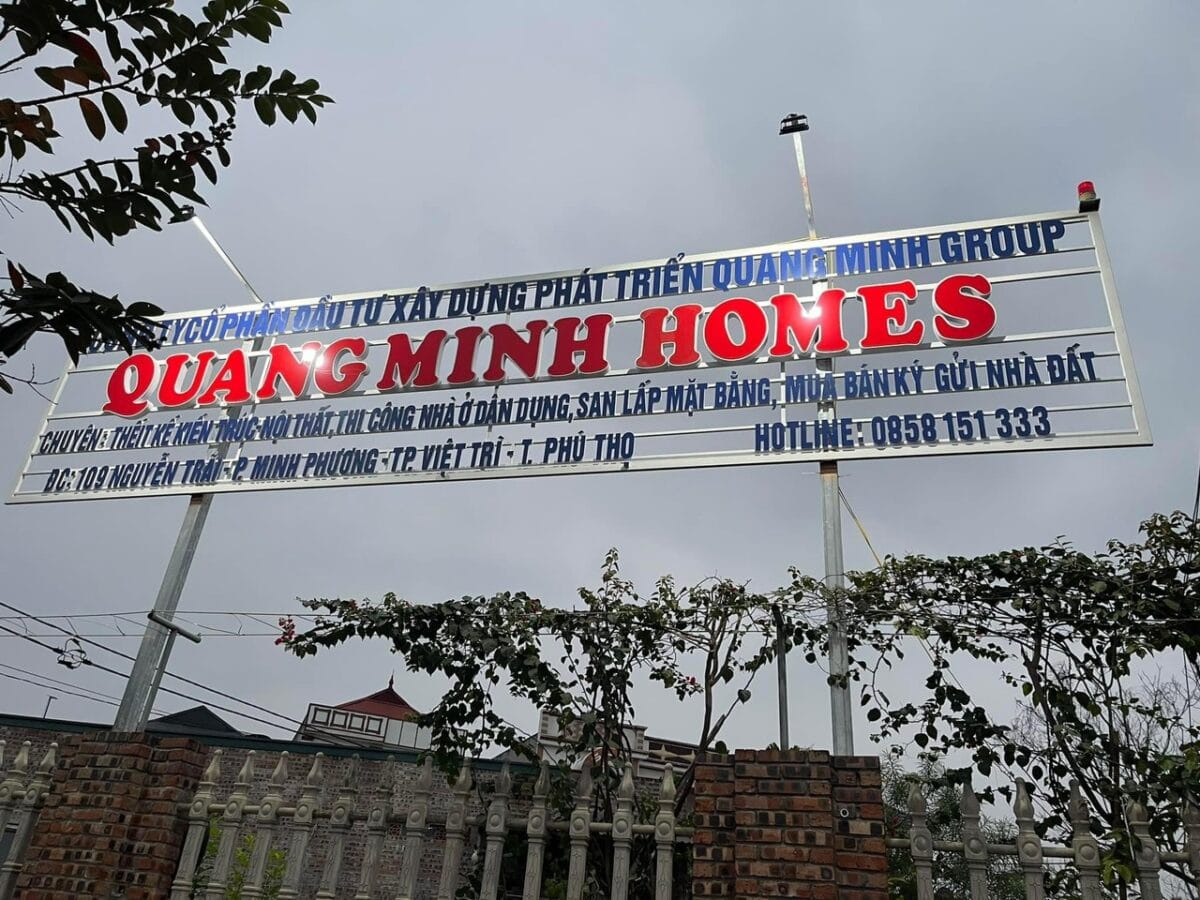 CÔNG TY CỔ PHẦN ĐẦU TƯ XÂY DỰNG PHÁT TRIỂN QUANG MINH GROUP
QUANG MINH HOMES
CHUYÊN: THIẾT KẾ KIẾN TRÚC-NỘI THẤT, THI CÔNG NHÀ Ở DÂN DỤNG, SAN LẤP MẶT BẰNG, MUA BÁN KÝ GỬI NHÀ ĐẤT
ĐC: 109 NGUYỄN TRÃI - P. MINH PHƯƠNG - TP. VIỆT TRÌ - T. PHÚ THỌ HOTLINE: 0858 151 333